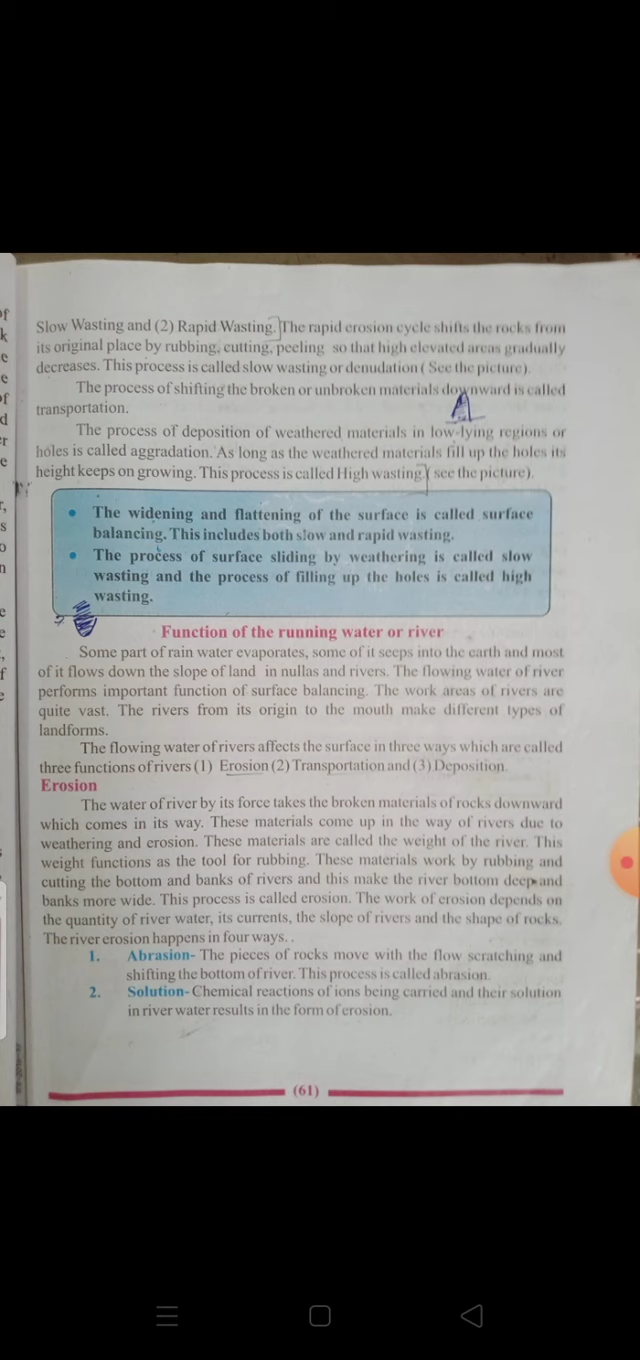 Slow Wasting and (2) Rapid Wasting. The rapid erosion cycle shifts the rocks from
its original place by rubbing, cutting, peeling so that high elevated areas gradually
decreases. This process is called slow wasting or denudation ( See the picture).
The process of shifting the broken or unbroken materials downward is called
transportation.
The process of deposition of weathered materials in low-lying regions or
holes is called aggradation. As long as the weathered materials fill up the holes its
height keeps on growing. This process is called High wasting ( see the picture).
• The widening and flattening of the surface is called surface
balancing. This includes both slow and rapid wasting.
• The process of surface sliding by weathering is called slow
wasting and the process of filling up the holes is called high
wasting.
Function of the running water or river
Some part of rain water evaporates, some of it seeps into the earth and most
of it flows down the slope of land in nullas and rivers. The flowing water of river
performs important function of surface balancing. The work areas of rivers are
quite vast. The rivers from its origin to the mouth make different types of
landforms.
The flowing water of rivers affects the surface in three ways which are called
three functions of rivers (1) Erosion (2) Transportation and (3) Deposition.
Erosion
The water of river by its force takes the broken materials of rocks downward
which comes in its way. These materials come up in the way of rivers due to
weathering and erosion. These materials are called the weight of the river. This
weight functions as the tool for rubbing. These materials work by rubbing and
cutting the bottom and banks of rivers and this make the river bottom deep and
banks more wide. This process is called erosion. The work of erosion depends on
the quantity of river water, its currents, the slope of rivers and the shape of rocks.
The river erosion happens in four ways. .
1. Abrasion- The pieces of rocks move with the flow scratching and
shifting the bottom of river. This process is called abrasion.
2. Solution- Chemical reactions of ions being carried and their solution
in river water results in the form of erosion.
(61)